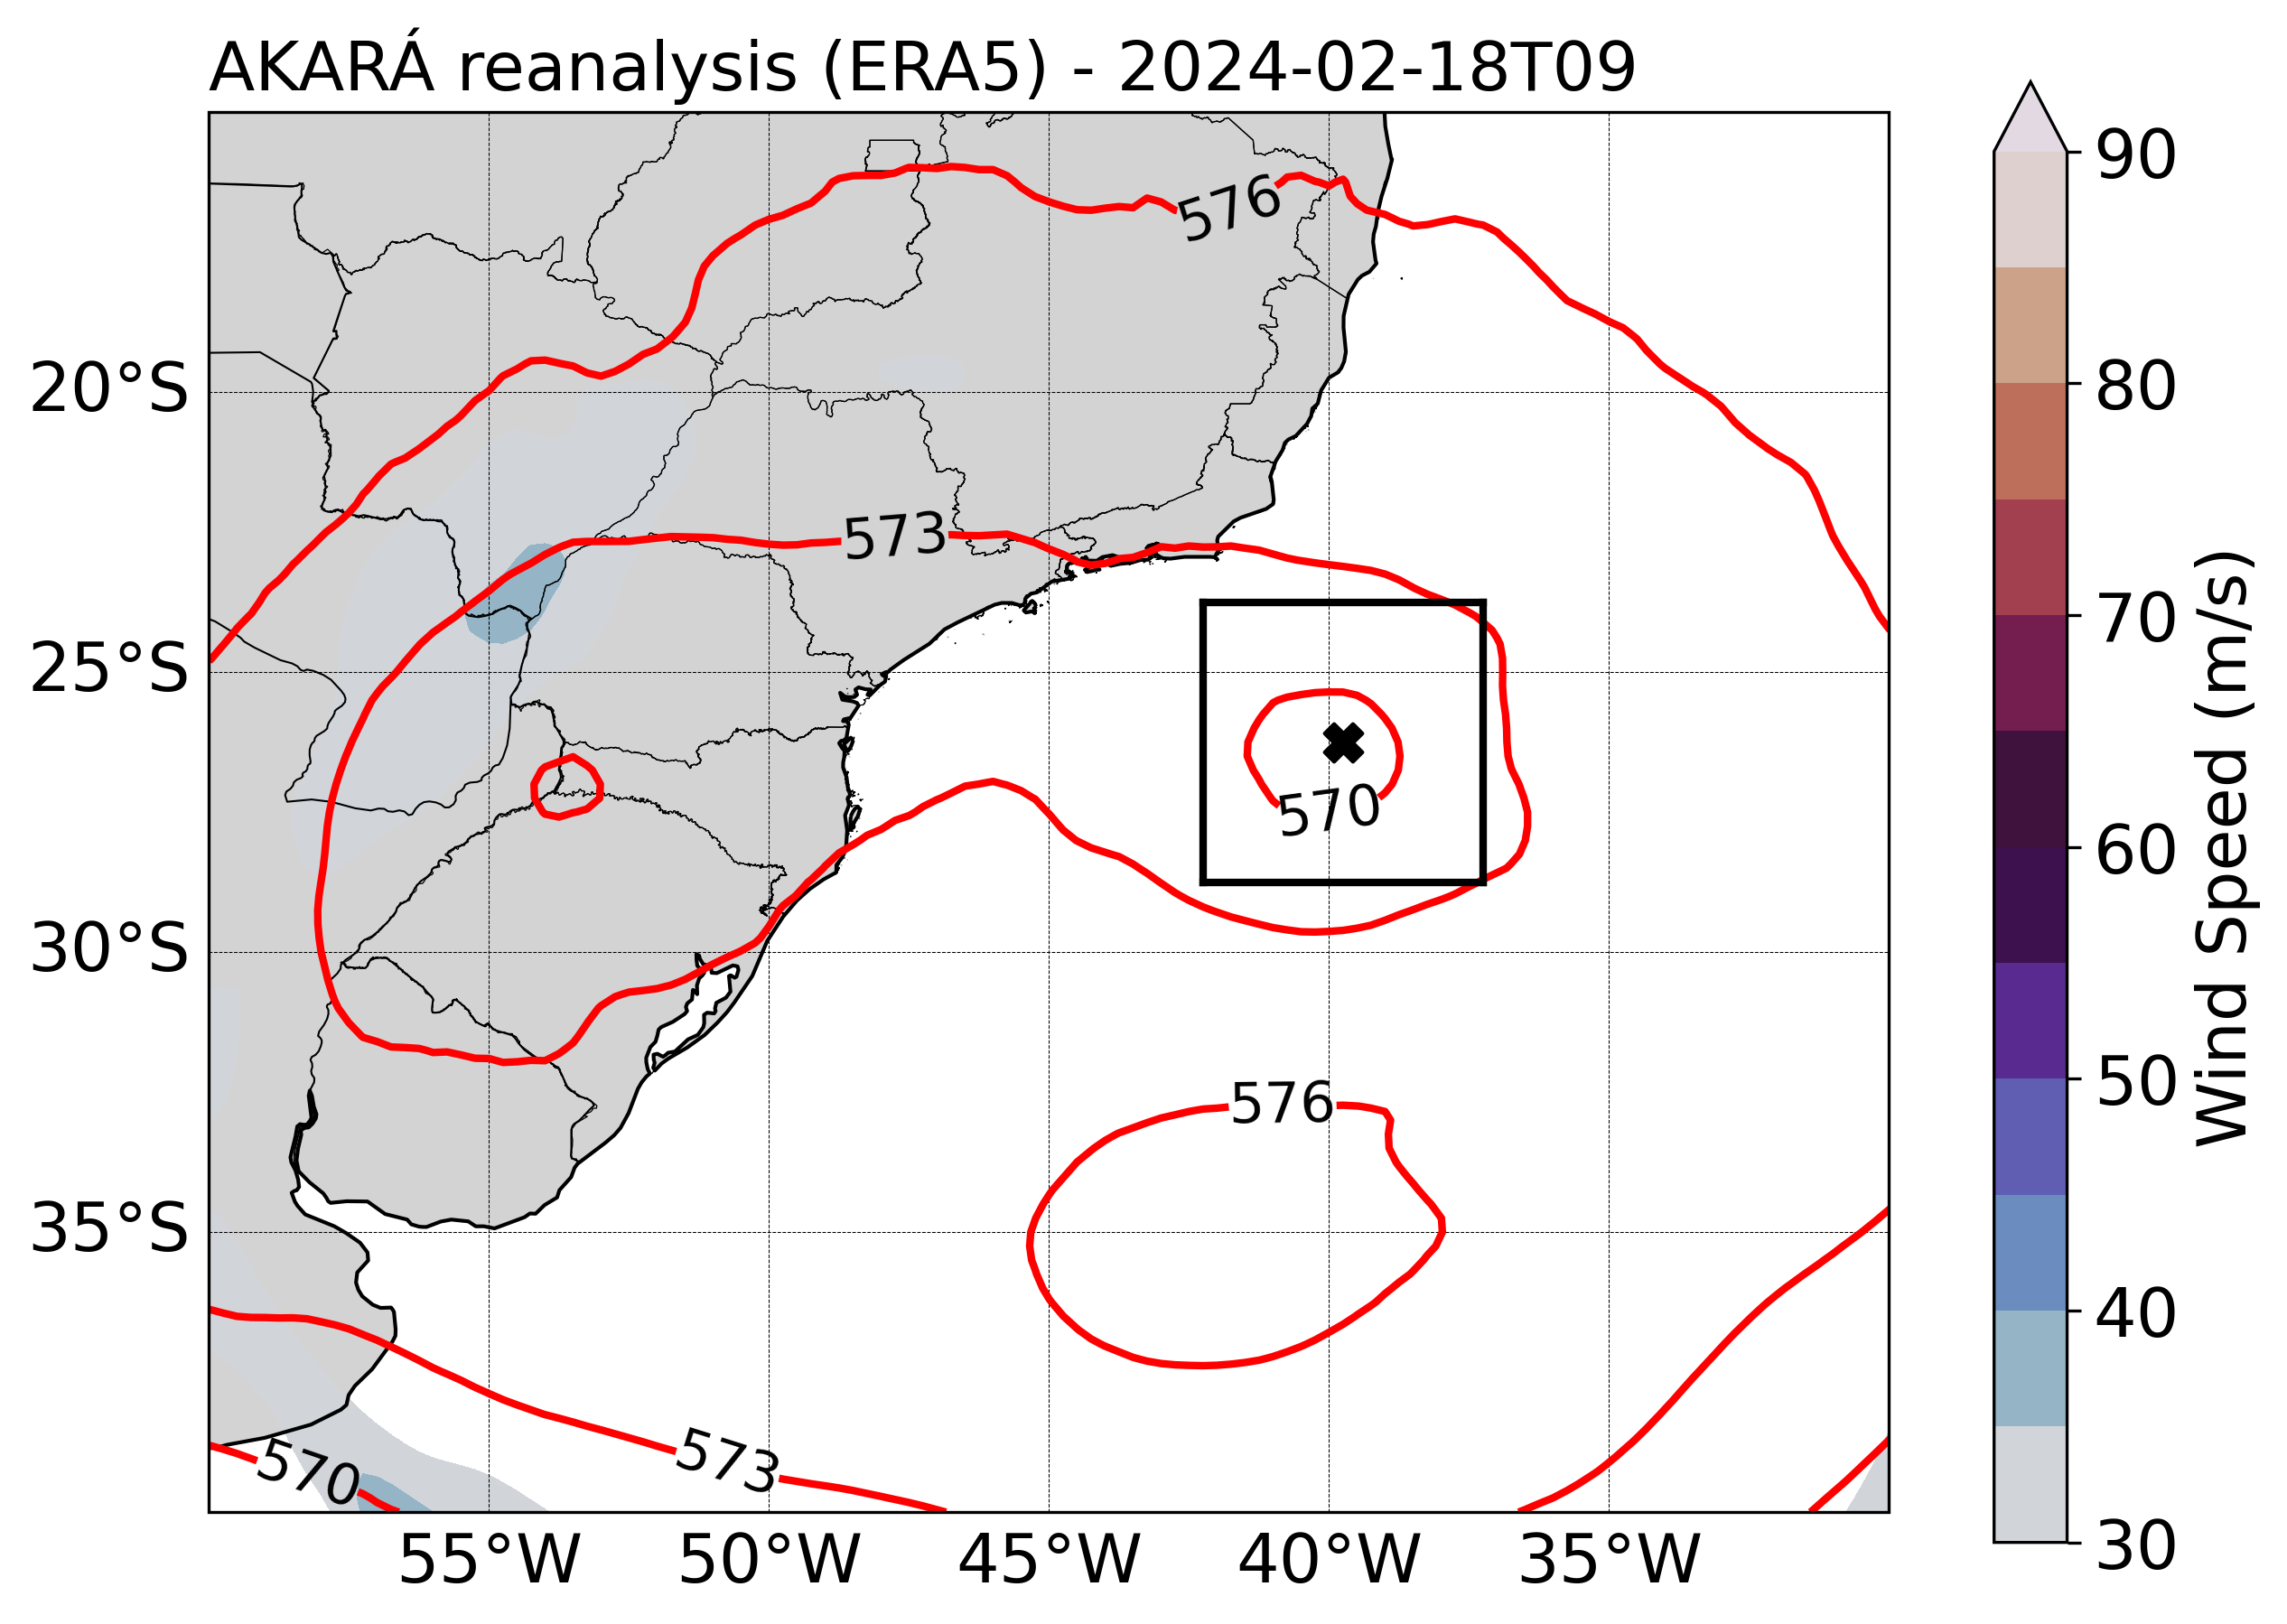 AKARÁ reanalysis (ERA5) - 2024-02-18T09
576
573
570
576
573
570
20°S
25°S
30°S
35°S
55°W
50°W
45°W
40°W
35°W
90
80
70
60
50
40
30
Wind Speed (m/s)